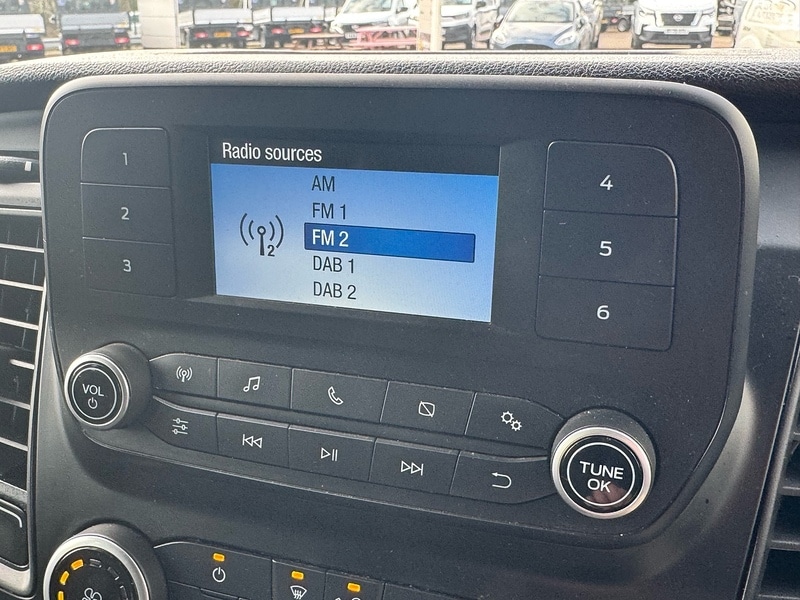 Radio sources
AM
FM 1
FM 2
DAB 1
DAB 2
2
1
2
3
4
5
6
VOL
TUNE
OK